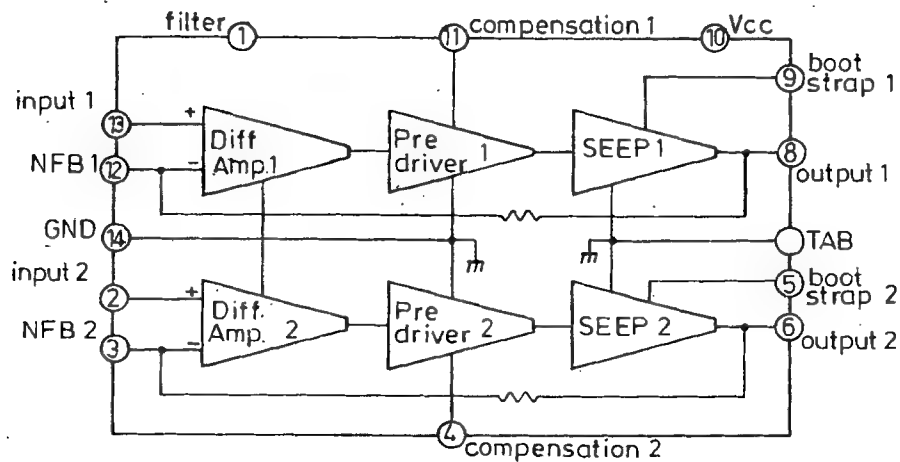 filter 1
11 compensation 1
10 Vcc
9 boot
strap 1
input 1
13 +
Diff
Amp.1
Pre
driver 1
SEEP 1
NFB 1
12 −
8
output 1
GND
14
TAB
input 2
2 +
Diff.
Amp. 2
Pre
driver 2
SEEP 2
5 boot
strap 2
NFB 2
3 −
6
output 2
4
compensation 2